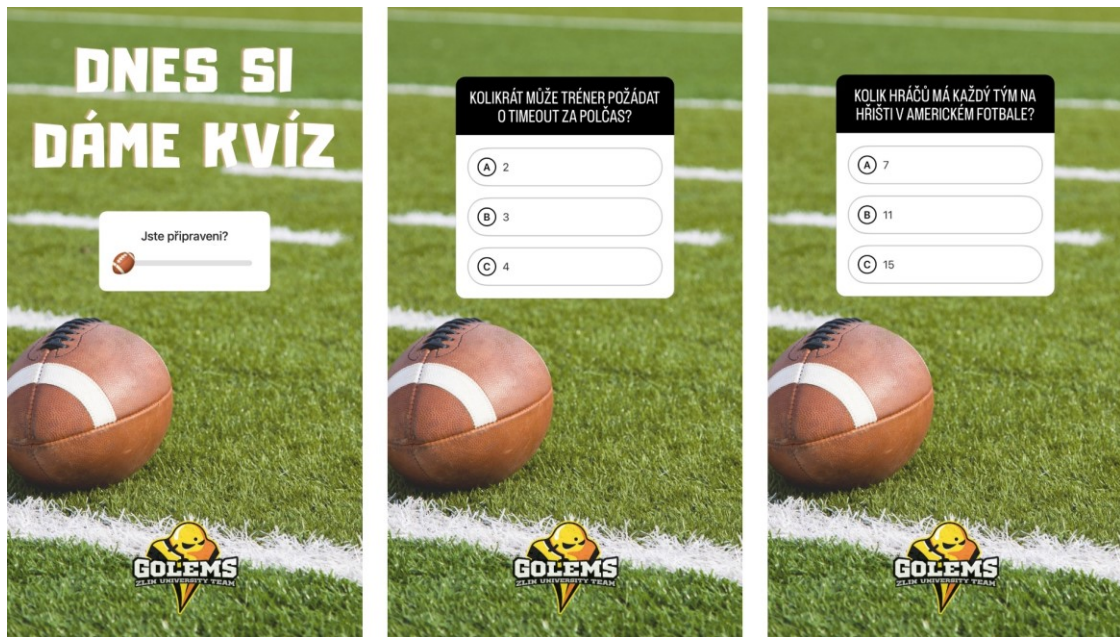 DNES SI
DÁME KVÍZ
Jste připraveni?
GOLEMS
ZLIN UNIVERSITY TEAM
KOLIKRÁT MŮŽE TRÉNER POŽÁDAT
O TIMEOUT ZA POLČAS?
A 2
B 3
C 4
GOLEMS
ZLIN UNIVERSITY TEAM
KOLIK HRÁČŮ MÁ KAŽDÝ TÝM NA
HŘIŠTI V AMERICKÉM FOTBALE?
A 7
B 11
C 15
GOLEMS
ZLIN UNIVERSITY TEAM